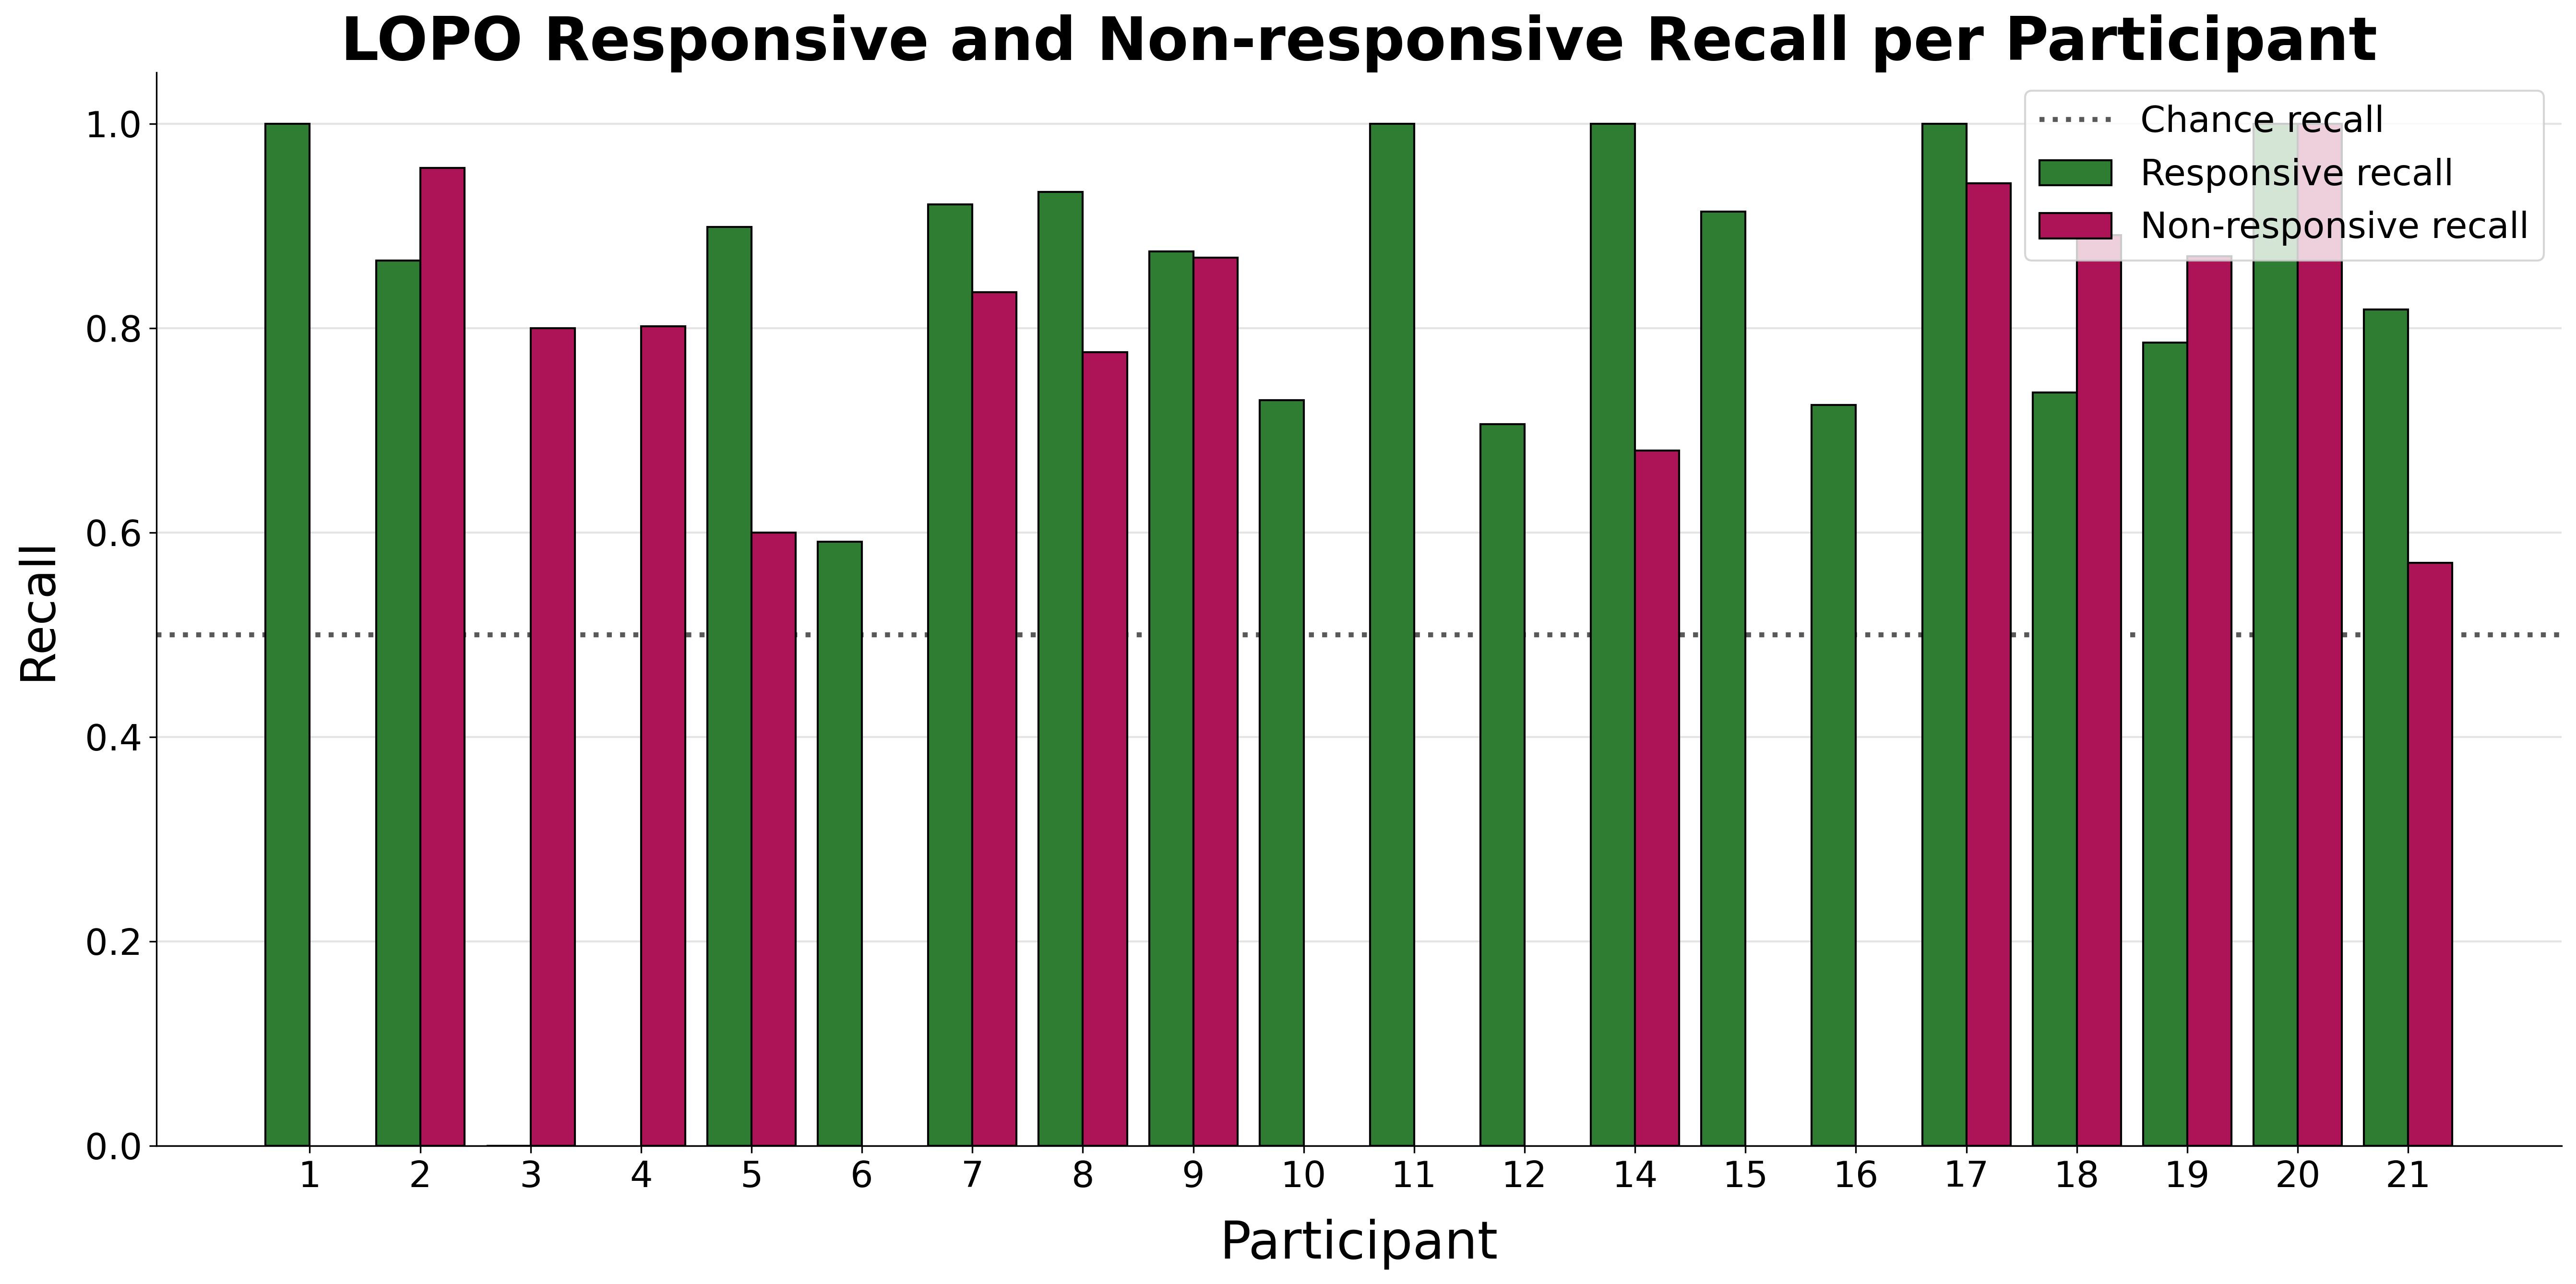 LOPO Responsive and Non-responsive Recall per Participant
Chance recall
Responsive recall
Non-responsive recall
1.0
0.8
0.6
0.4
0.2
0.0
Recall
1 2 3 4 5 6 7 8 9 10 11 12 14 15 16 17 18 19 20 21
Participant